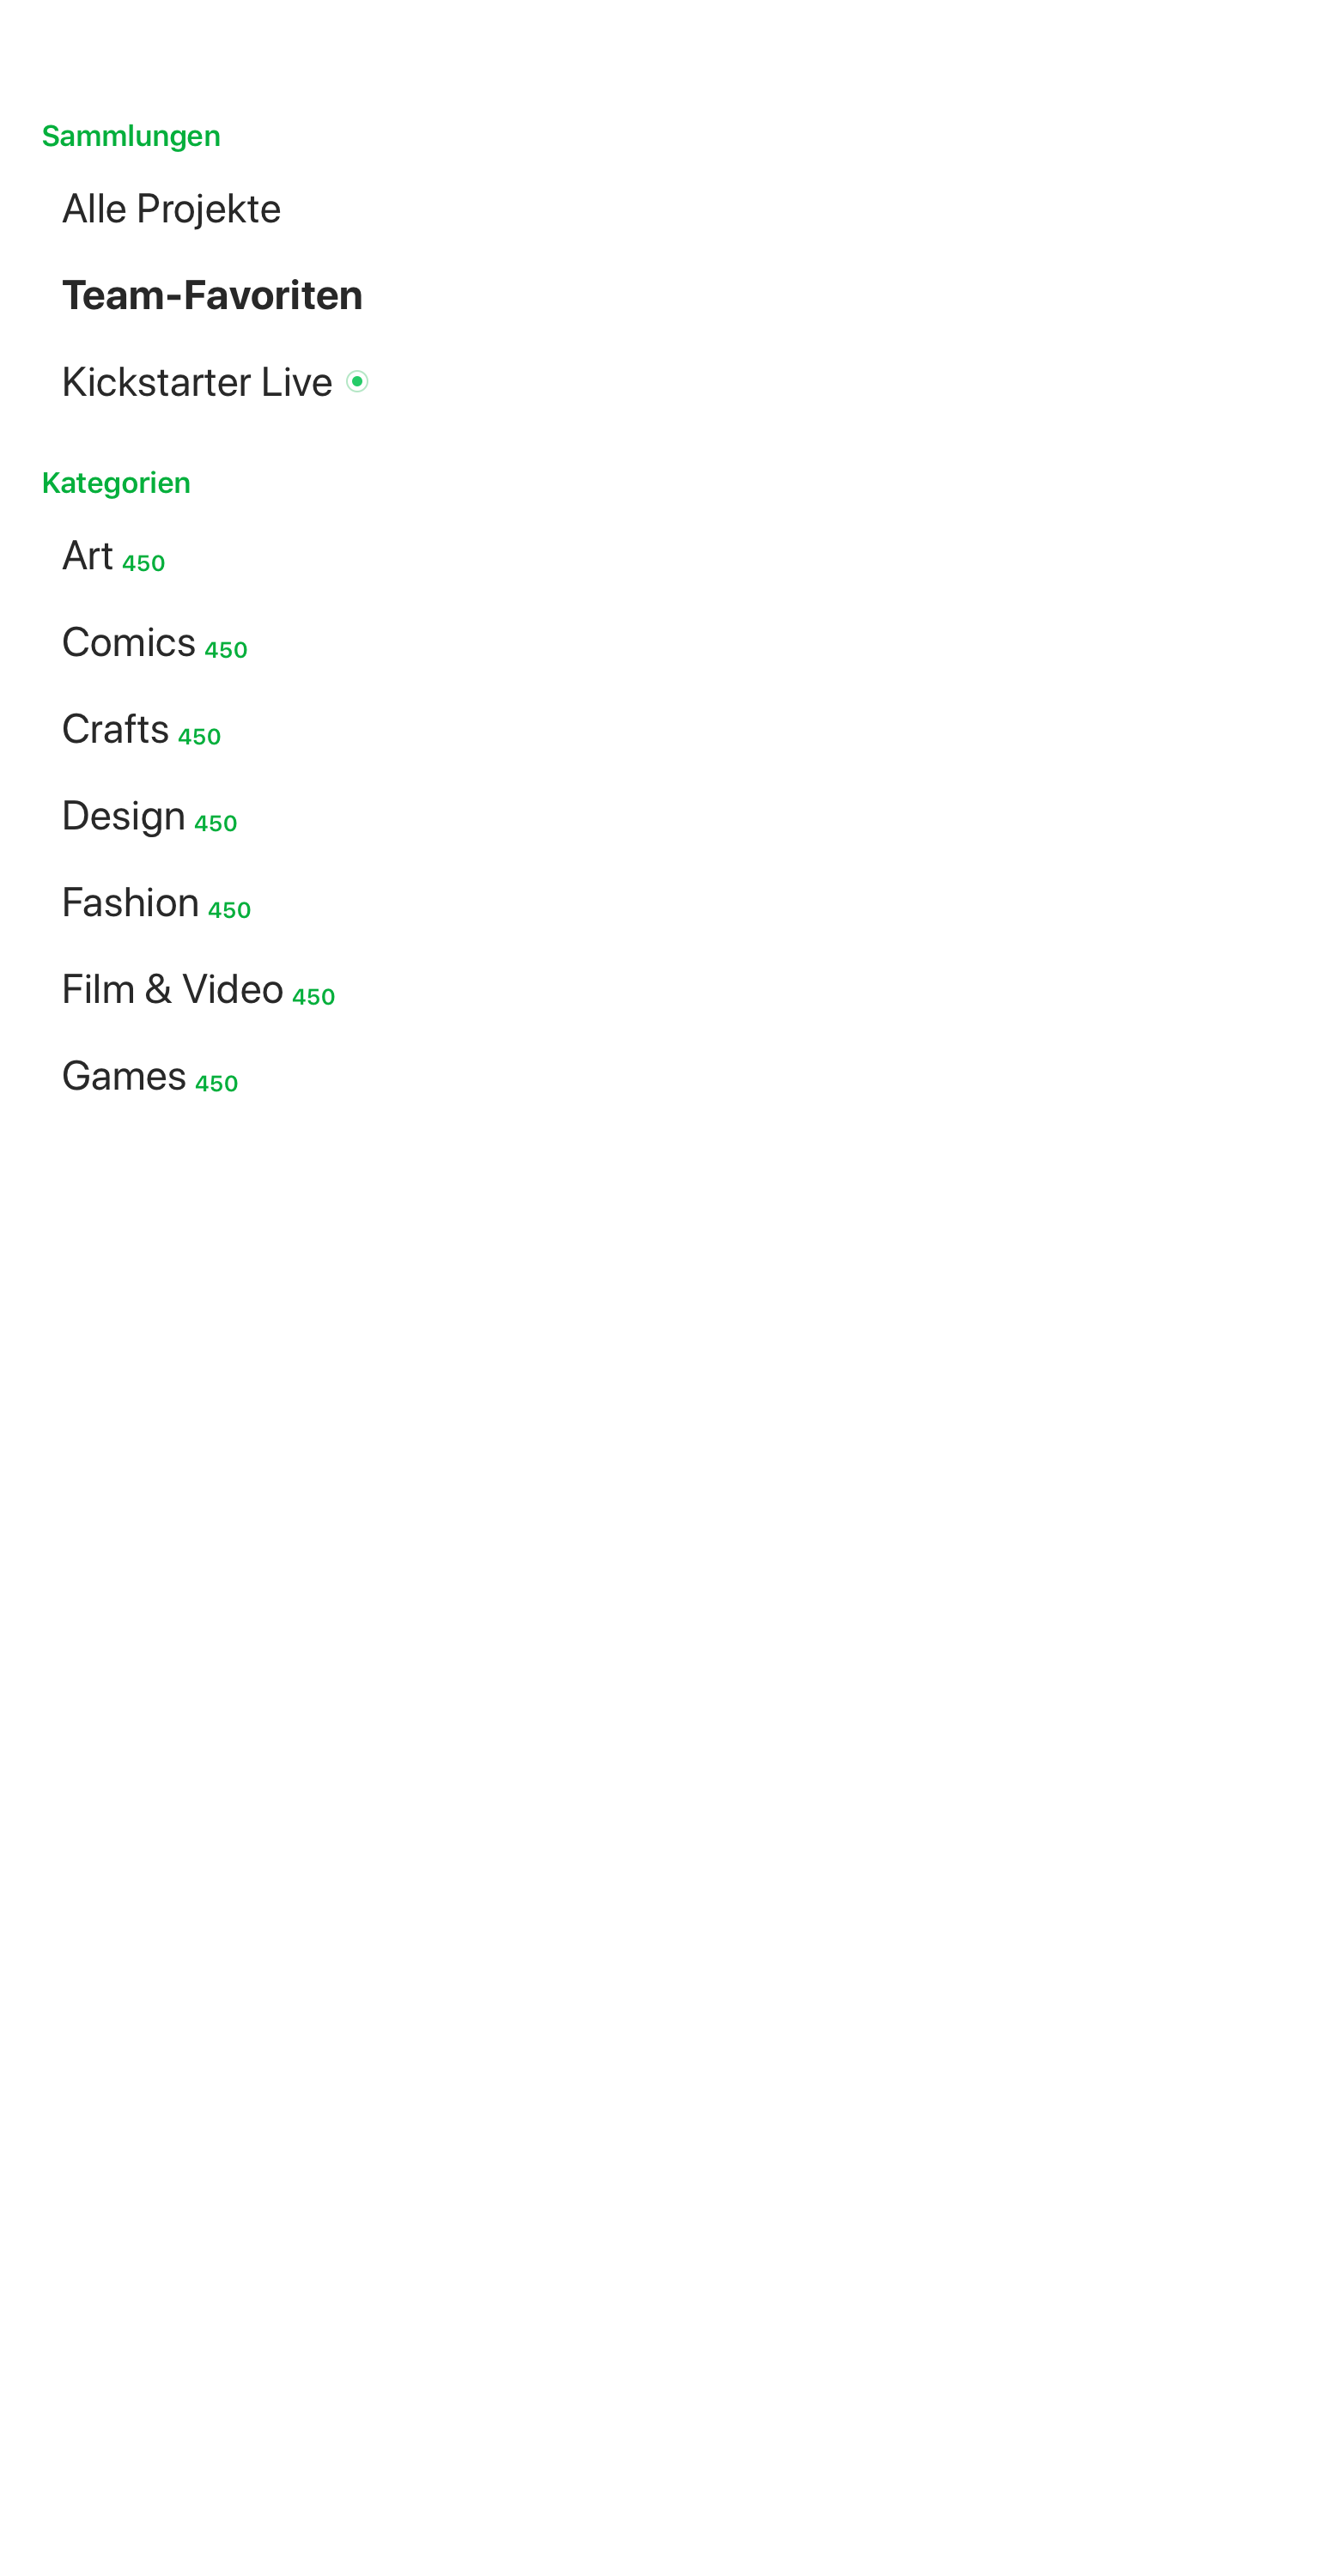 Sammlungen
Alle Projekte
Team-Favoriten
Kickstarter Live
Kategorien
Art 450
Comics 450
Crafts 450
Design 450
Fashion 450
Film & Video 450
Games 450